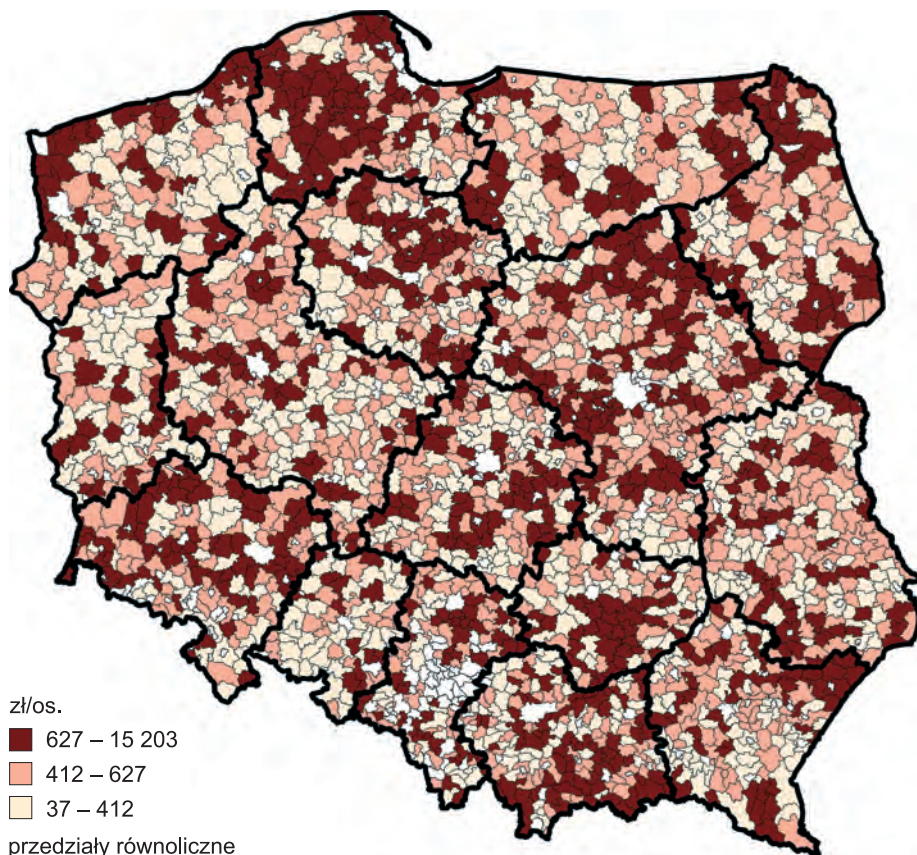 zł/os.
627 – 15 203
412 – 627
37 – 412
przedziały równoliczne